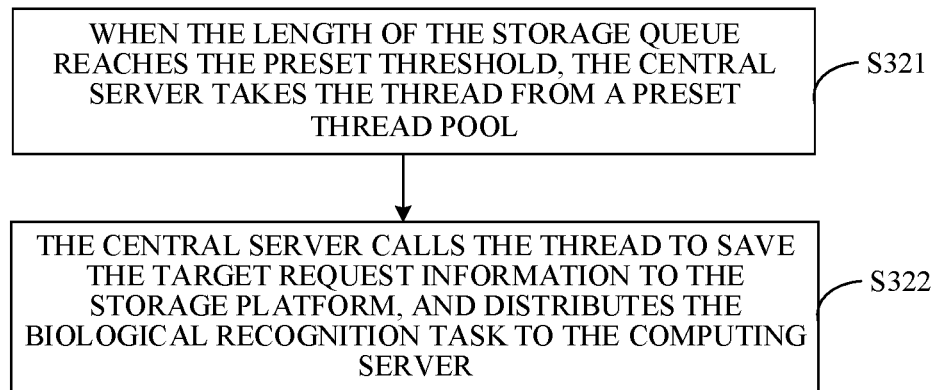 WHEN THE LENGTH OF THE STORAGE QUEUE
REACHES THE PRESET THRESHOLD, THE CENTRAL
SERVER TAKES THE THREAD FROM A PRESET
THREAD POOL
S321
THE CENTRAL SERVER CALLS THE THREAD TO SAVE
THE TARGET REQUEST INFORMATION TO THE
STORAGE PLATFORM, AND DISTRIBUTES THE
BIOLOGICAL RECOGNITION TASK TO THE COMPUTING
SERVER
S322